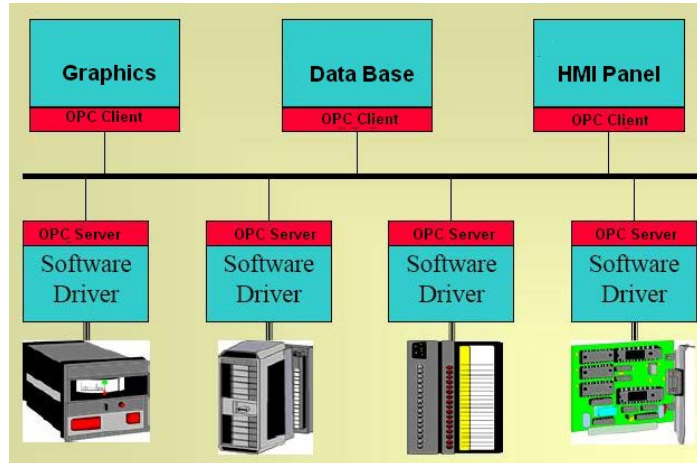 Graphics
Data Base
HMI Panel
OPC Client
OPC Client
OPC Client
OPC Server
OPC Server
OPC Server
OPC Server
Software
Driver
Software
Driver
Software
Driver
Software
Driver